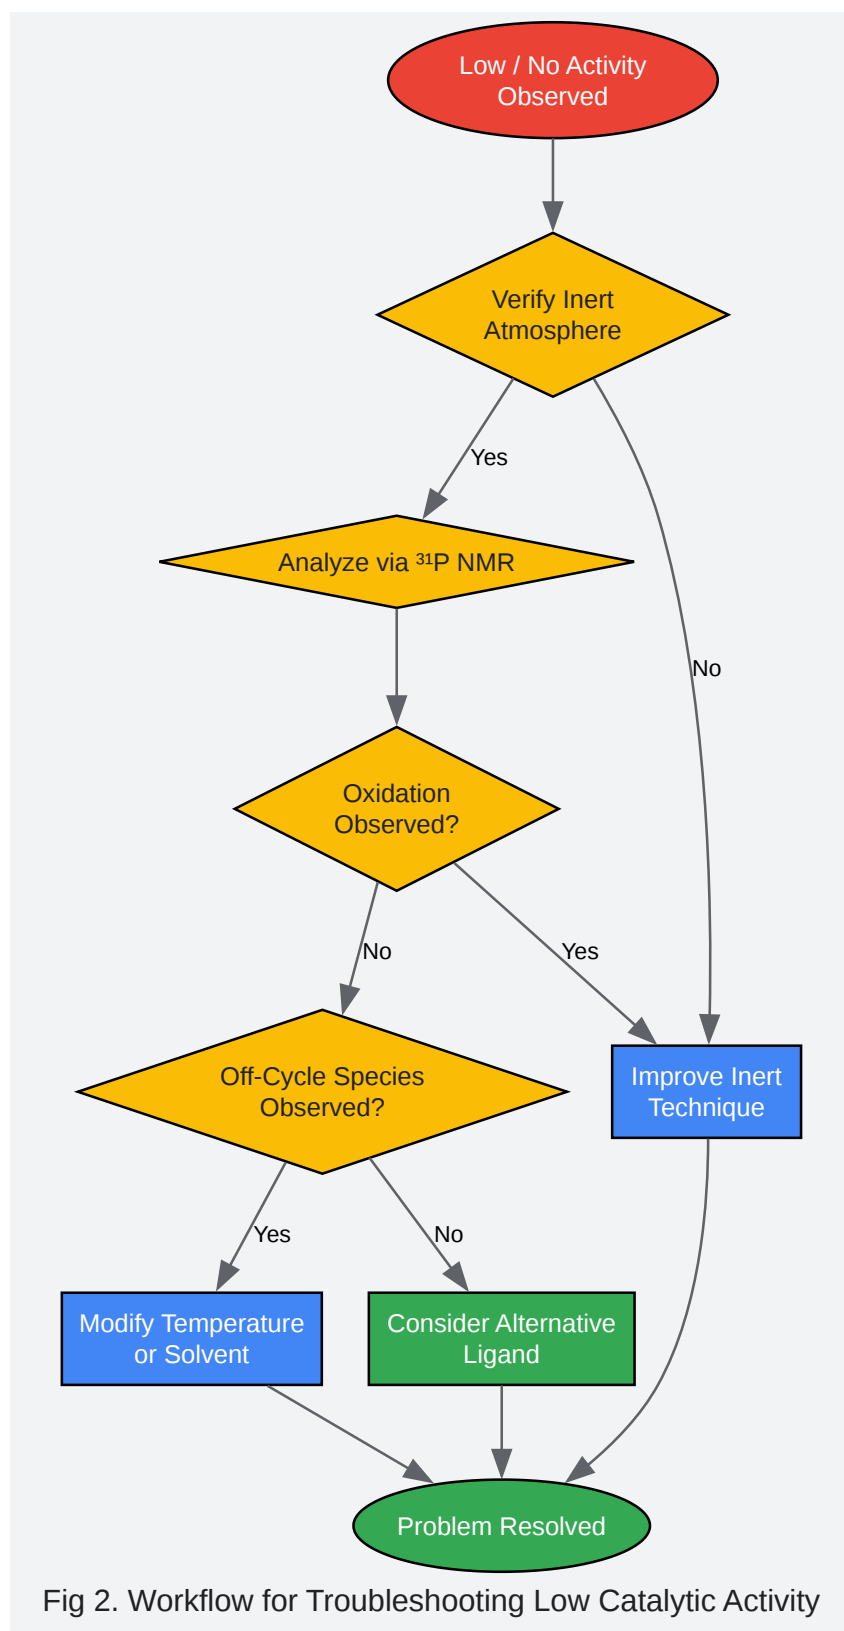 Low / No Activity
Observed
Verify Inert
Atmosphere
Yes
Analyze via ³¹P NMR
No
Oxidation
Observed?
No
Yes
Off-Cycle Species
Observed?
Improve Inert
Technique
Yes
No
Modify Temperature
or Solvent
Consider Alternative
Ligand
Problem Resolved
Fig 2. Workflow for Troubleshooting Low Catalytic Activity